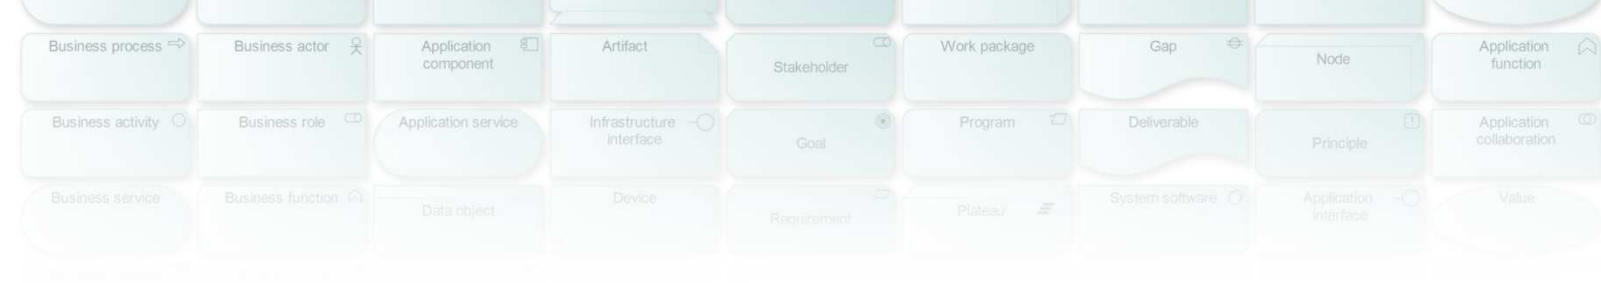 Business process
Business actor
Application
component
Artifact
Stakeholder
Work package
Gap
Node
Application
function
Business activity
Business role
Application service
Infrastructure
interface
Goal
Program
Deliverable
Principle
Application
collaboration
Business service
Business function
Data object
Device
Requirement
Plateau
System software
Application
interface
Value